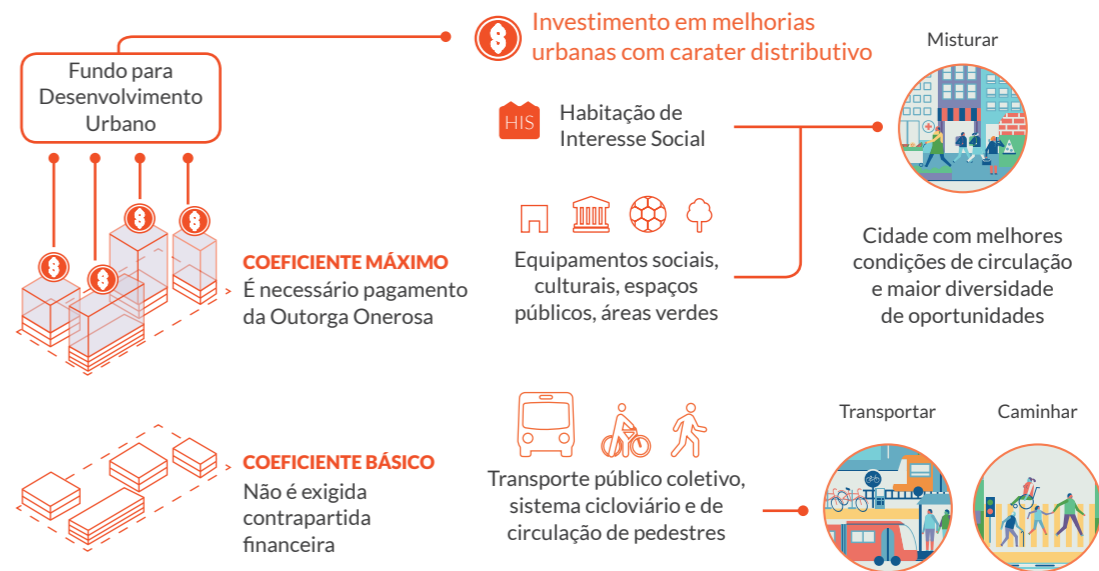 Fundo para
Desenvolvimento
Urbano
Investimento em melhorias
urbanas com carater distributivo
HIS
Habitação de
Interesse Social
Misturar
COEFICIENTE MÁXIMO
É necessário pagamento
da Outorga Onerosa
Equipamentos sociais,
culturais, espaços
públicos, áreas verdes
Cidade com melhores
condições de circulação
e maior diversidade
de oportunidades
COEFICIENTE BÁSICO
Não é exigida
contrapartida
financeira
Transporte público coletivo,
sistema cicloviário e de
circulação de pedestres
Transportar
Caminhar